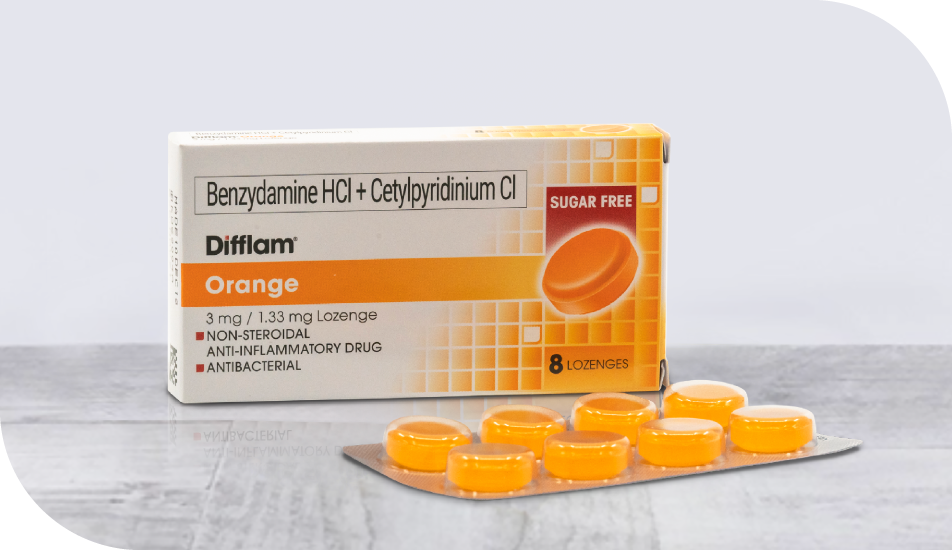 Benzydamine HCl + Cetylpyridinium Cl
SUGAR FREE
Difflam®
Orange
3 mg / 1.33 mg Lozenge
NON-STEROIDAL
ANTI-INFLAMMATORY DRUG
ANTIBACTERIAL
8 LOZENGES